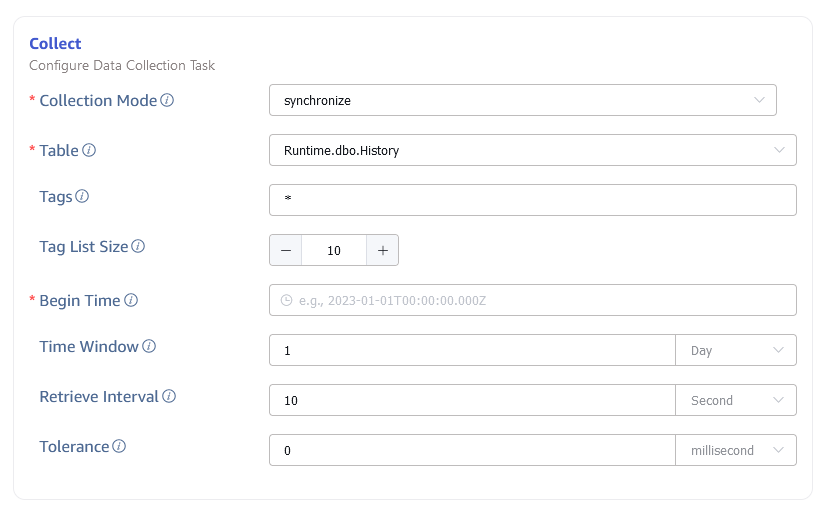 Collect
Configure Data Collection Task
* Collection Mode synchronize
* Table Runtime.dbo.History
Tags *
Tag List Size − 10 +
* Begin Time e.g., 2023-01-01T00:00:00.000Z
Time Window 1 Day
Retrieve Interval 10 Second
Tolerance 0 millisecond